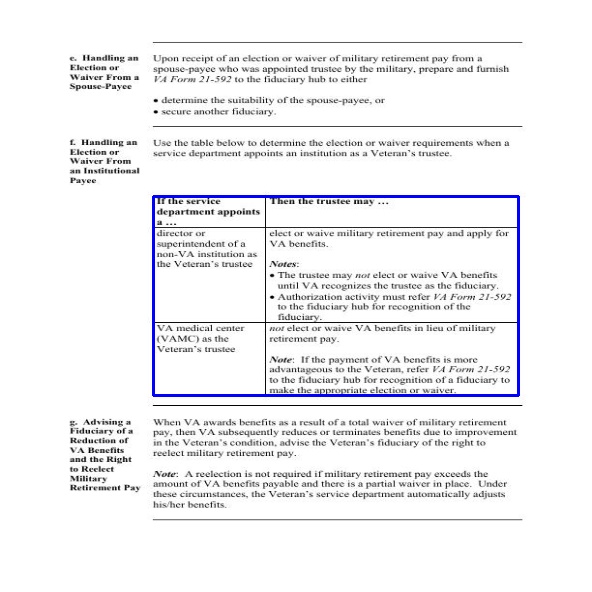 e. Handling an
Election or
Waiver From a
Spouse-Payee
Upon receipt of an election or waiver of military retirement pay from a
spouse-payee who was appointed trustee by the military, prepare and furnish
VA Form 21-592 to the fiduciary hub to either
• determine the suitability of the spouse-payee, or
• secure another fiduciary.
f. Handling an
Election or
Waiver From
an Institutional
Payee
Use the table below to determine the election or waiver requirements when a
service department appoints an institution as a Veteran's trustee.
If the service
department appoints
a …
Then the trustee may …
director or
superintendent of a
non-VA institution as
the Veteran's trustee
elect or waive military retirement pay and apply for
VA benefits.
Notes:
• The trustee may not elect or waive VA benefits
until VA recognizes the trustee as the fiduciary.
• Authorization activity must refer VA Form 21-592
to the fiduciary hub for recognition of the
fiduciary.
VA medical center
(VAMC) as the
Veteran's trustee
not elect or waive VA benefits in lieu of military
retirement pay.
Note: If the payment of VA benefits is more
advantageous to the Veteran, refer VA Form 21-592
to the fiduciary hub for recognition of a fiduciary to
make the appropriate election or waiver.
g. Advising a
Fiduciary of a
Reduction of
VA Benefits
and the Right
to Reelect
Military
Retirement Pay
When VA awards benefits as a result of a total waiver of military retirement
pay, then VA subsequently reduces or terminates benefits due to improvement
in the Veteran's condition, advise the Veteran's fiduciary of the right to
reelect military retirement pay.
Note: A reelection is not required if military retirement pay exceeds the
amount of VA benefits payable and there is a partial waiver in place. Under
these circumstances, the Veteran's service department automatically adjusts
his/her benefits.